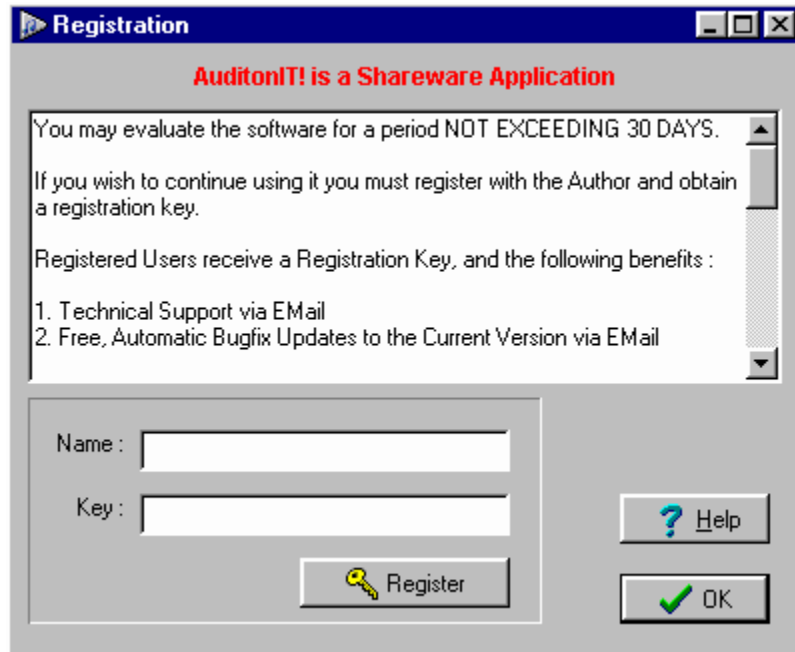 Registration
AuditonIT! is a Shareware Application
You may evaluate the software for a period NOT EXCEEDING 30 DAYS.
If you wish to continue using it you must register with the Author and obtain
a registration key.
Registered Users receive a Registration Key, and the following benefits :
1. Technical Support via EMail
2. Free, Automatic Bugfix Updates to the Current Version via EMail
Name :
Key :
Help
Register
OK